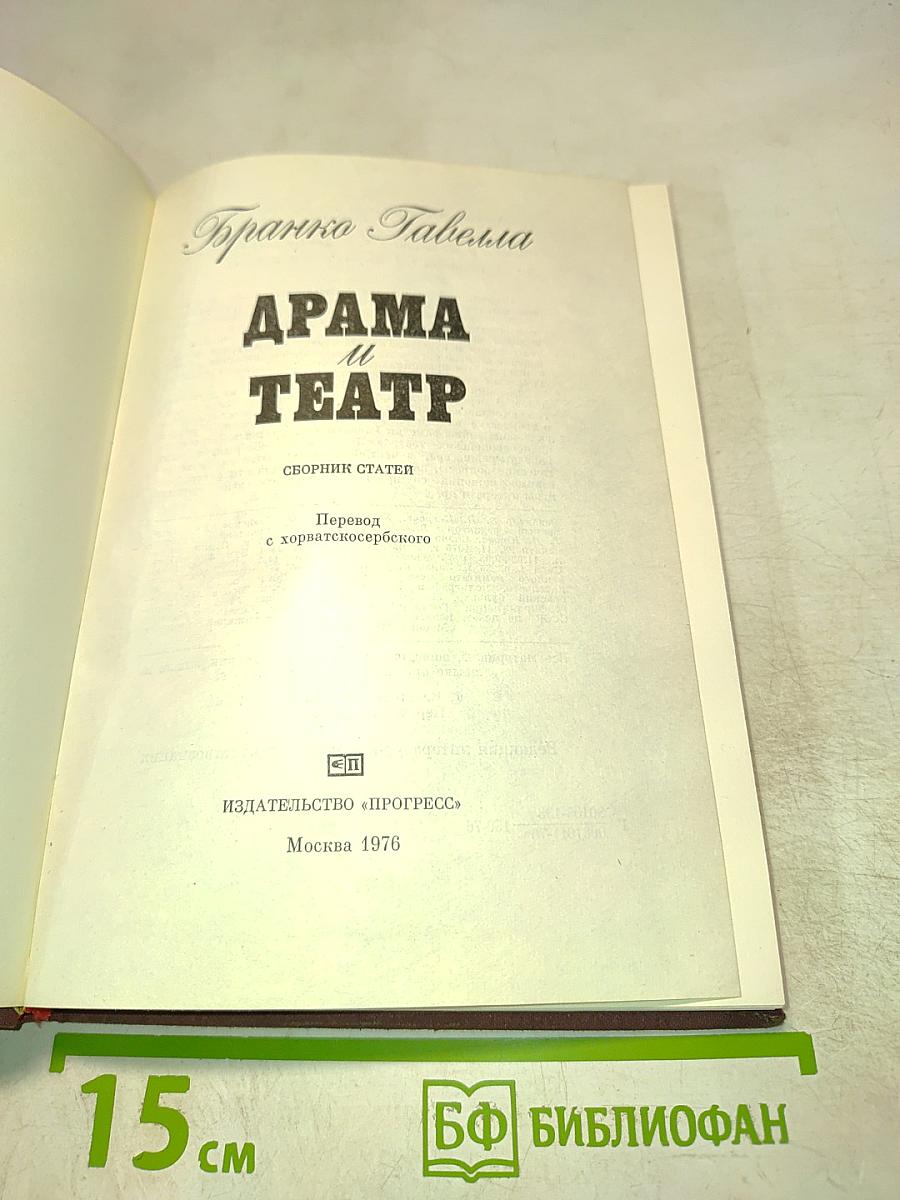 Бранко Гавелла
ДРАМА
и
ТЕАТР
СБОРНИК СТАТЕЙ
Перевод
с хорватскосербского
П
ИЗДАТЕЛЬСТВО «ПРОГРЕСС»
Москва 1976
15 см
БФ БИБЛИОФАН